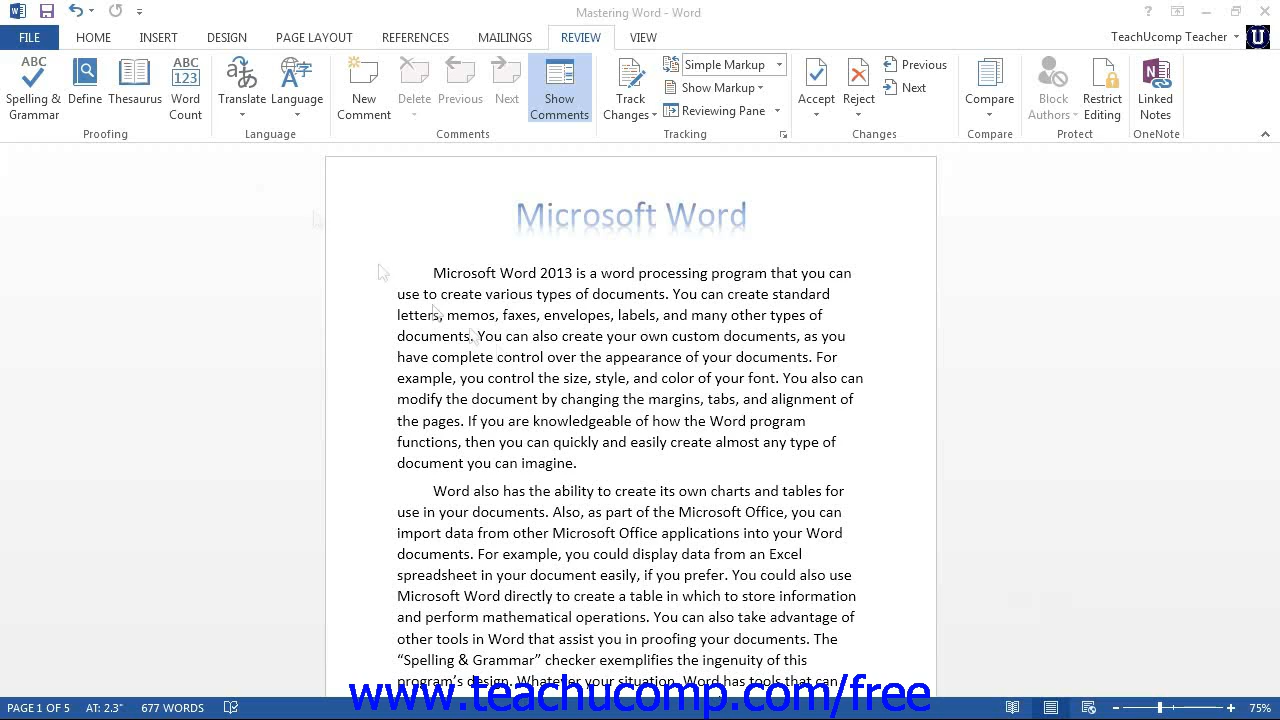 Mastering Word - Word
FILE HOME INSERT DESIGN PAGE LAYOUT REFERENCES MAILINGS REVIEW VIEW TeachUcomp Teacher U
ABC Spelling & Grammar
Define
Thesaurus
ABC 123 Word Count
Proofing
Translate
Language
Language
New Comment
Delete
Previous
Next
Show Comments
Comments
Track Changes
Simple Markup
Show Markup
Reviewing Pane
Tracking
Accept
Reject
Previous
Next
Changes
Compare
Compare
Block Authors
Restrict Editing
Protect
N Linked Notes
OneNote
Microsoft Word
Microsoft Word 2013 is a word processing program that you can
use to create various types of documents. You can create standard
letters, memos, faxes, envelopes, labels, and many other types of
documents. You can also create your own custom documents, as you
have complete control over the appearance of your documents. For
example, you control the size, style, and color of your font. You also can
modify the document by changing the margins, tabs, and alignment of
the pages. If you are knowledgeable of how the Word program
functions, then you can quickly and easily create almost any type of
document you can imagine.
Word also has the ability to create its own charts and tables for
use in your documents. Also, as part of the Microsoft Office, you can
import data from other Microsoft Office applications into your Word
documents. For example, you could display data from an Excel
spreadsheet in your document easily, if you prefer. You could also use
Microsoft Word directly to create a table in which to store information
and perform mathematical operations. You can also take advantage of
other tools in Word that assist you in proofing your documents. The
“Spelling & Grammar” checker exemplifies the ingenuity of this
program’s design. Whatever your situation, Word has tools that can
www.teachucomp.com/free
PAGE 1 OF 5 AT: 2.3" 677 WORDS 75%